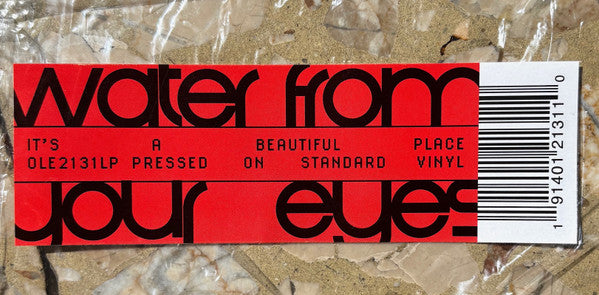 water from
IT'S A BEAUTIFUL PLACE
OLE2131LP PRESSED ON STANDARD VINYL
your eyes
1 91401 21311 0